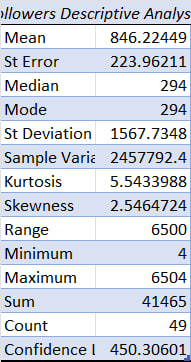 ollowers Descriptive Analys
Mean 846.22449
St Error 223.96211
Median 294
Mode 294
St Deviation 1567.7348
Sample Varia 2457792.4
Kurtosis 5.5433988
Skewness 2.5464724
Range 6500
Minimum 4
Maximum 6504
Sum 41465
Count 49
Confidence L 450.30601